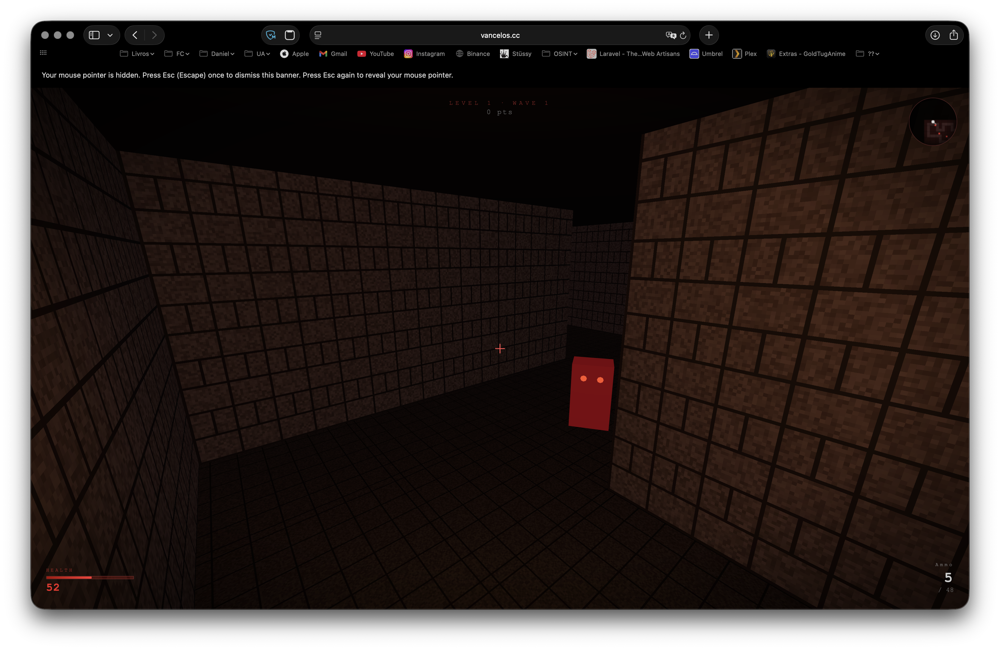 vancelos.cc
Livros FC Daniel UA Apple Gmail YouTube Instagram Binance Stüssy OSINT Laravel - The...Web Artisans Umbrel Plex Extras - GoldTugAnime ??
Your mouse pointer is hidden. Press Esc (Escape) once to dismiss this banner. Press Esc again to reveal your mouse pointer.
LEVEL 1 · WAVE 1
0 pts
HEALTH
52
Ammo
5
/ 48